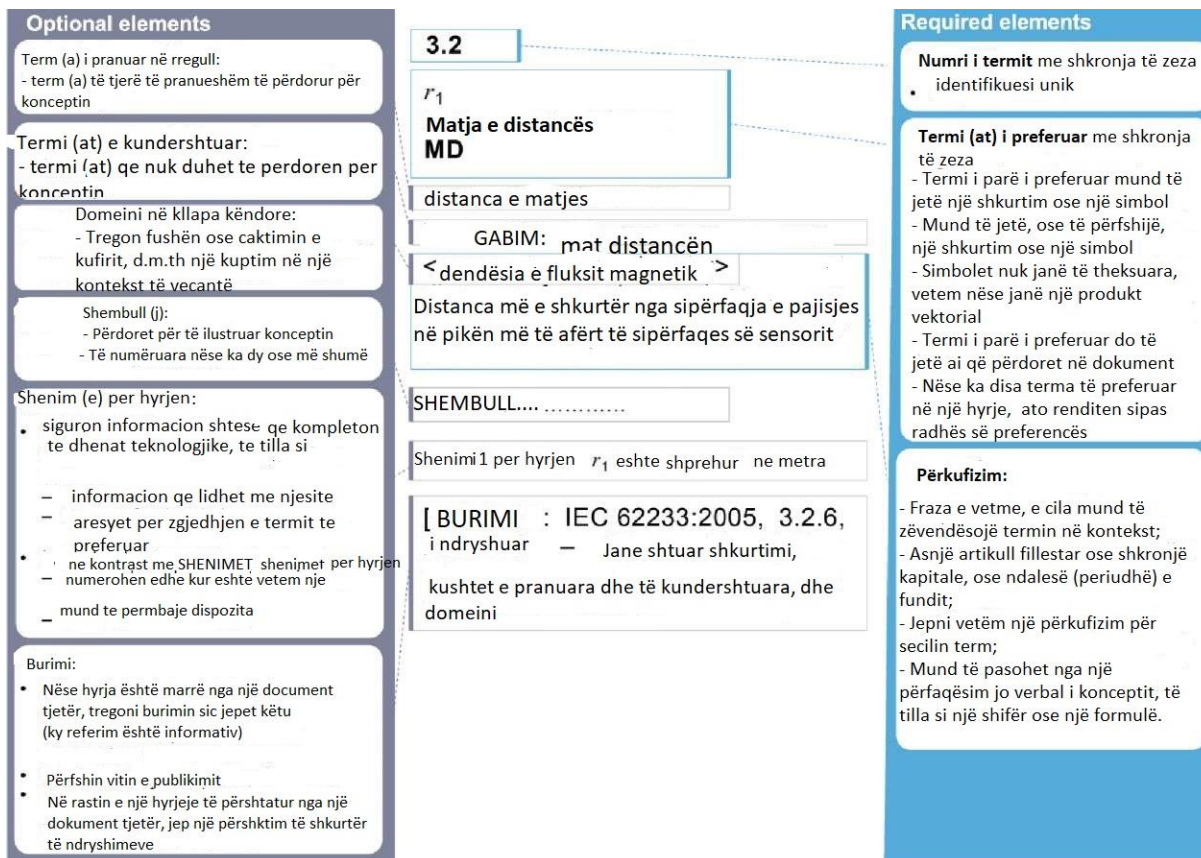 Optional elements
Term (a) i pranuar në rregull:
- term (a) të tjerë të pranueshëm të përdorur për
konceptin
Termi (at) e kundershtuar:
- termi (at) qe nuk duhet te perdoren per
konceptin
Domeini në kllapa këndore:
- Tregon fushën ose caktimin e
kufirit, d.m.th një kuptim në një
kontekst të vecantë
Shembull (j):
- Përdoret për të ilustruar konceptin
- Të numëruara nëse ka dy ose më shumë
Shenim (e) per hyrjen:
• siguron informacion shtese qe kompleton
te dhenat teknologjike, te tilla si
– informacion qe lidhet me njesite
– aresyet per zgjedhjen e termit te
preferuar
• ne kontrast me SHENIMET shenimet per hyrjen
– numerohen edhe kur eshte vetem nje
– mund te permbaje dispozita
Burimi:
• Nëse hyrja është marrë nga një document
tjetër, tregoni burimin sic jepet këtu
(ky referim është informativ)
• Përfshin vitin e publikimit
• Në rastin e një hyrjeje të përshtatur nga një
dokument tjetër, jep një përshktim të shkurtër
të ndryshimeve
3.2
r1
Matja e distancës
MD
distanca e matjes
GABIM: mat distancën
< dendësia e fluksit magnetik >
Distanca më e shkurtër nga sipërfaqja e pajisjes
në pikën më të afërt të sipërfaqes së sensorit
SHEMBULL.... …………
Shenimi 1 per hyrjen r1 eshte shprehur ne metra
[ BURIMI : IEC 62233:2005, 3.2.6,
i ndryshuar – Jane shtuar shkurtimi,
kushtet e pranuara dhe të kundershtuara, dhe
domeini
Required elements
Numri i termit me shkronja të zeza
• identifikuesi unik
Termi (at) i preferuar me shkronja
të zeza
- Termi i parë i preferuar mund të
jetë një shkurtim ose një simbol
- Mund të jetë, ose të përfshijë,
një shkurtim ose një simbol
- Simbolet nuk janë të theksuara,
vetem nëse janë një produkt
vektorial
- Termi i parë i preferuar do të
jetë ai që përdoret në dokument
- Nëse ka disa terma të preferuar
në një hyrje, ato renditen sipas
radhës së preferencës
Përkufizim:
- Fraza e vetme, e cila mund të
zëvendësojë termin në kontekst;
- Asnjë artikull fillestar ose shkronjë
kapitale, ose ndalesë (periudhë) e
fundit;
- Jepni vetëm një përkufizim për
secilin term;
- Mund të pasohet nga një
përfaqësim jo verbal i konceptit, të
tilla si një shifër ose një formulë.